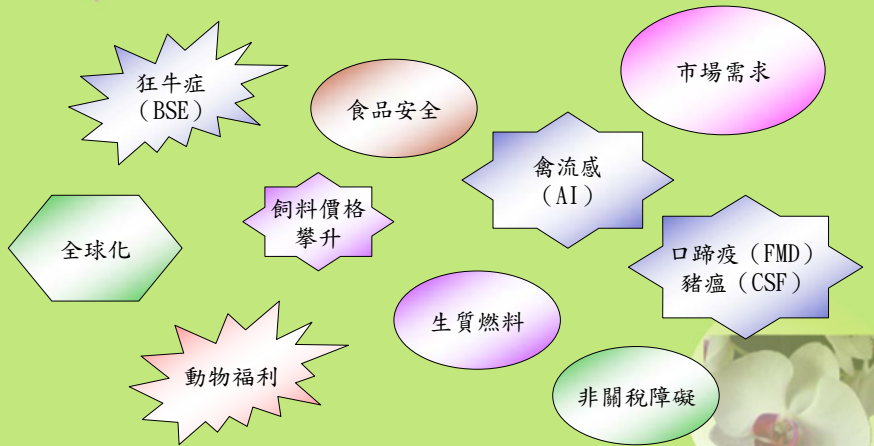 狂牛症
（BSE）
食品安全
市場需求
禽流感
（AI）
飼料價格
攀升
全球化
口蹄疫（FMD）
豬瘟（CSF）
生質燃料
動物福利
非關稅障礙